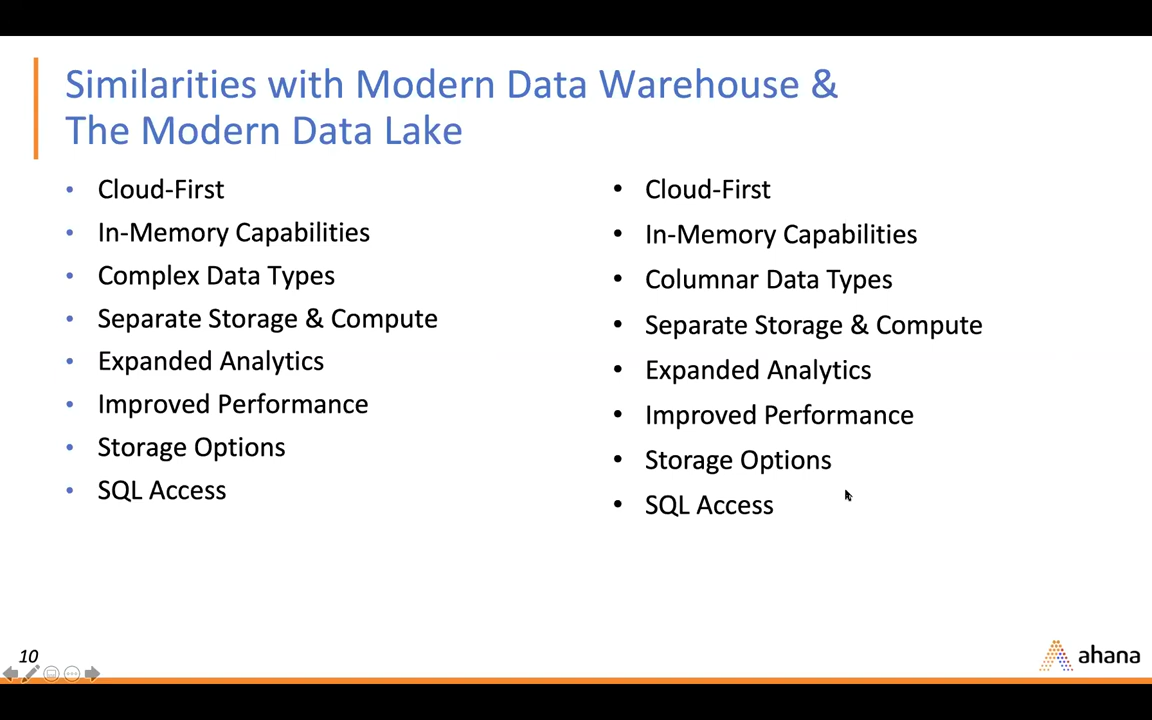 Similarities with Modern Data Warehouse &
The Modern Data Lake
Cloud-First
In-Memory Capabilities
Complex Data Types
Separate Storage & Compute
Expanded Analytics
Improved Performance
Storage Options
SQL Access
Cloud-First
In-Memory Capabilities
Columnar Data Types
Separate Storage & Compute
Expanded Analytics
Improved Performance
Storage Options
SQL Access
10
ahana